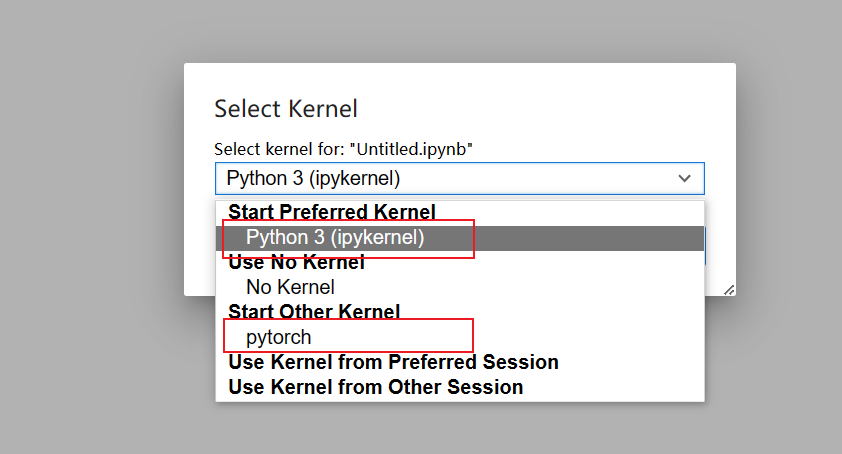 Select Kernel
Select kernel for: "Untitled.ipynb"
Python 3 (ipykernel)
Start Preferred Kernel
Python 3 (ipykernel)
Use No Kernel
No Kernel
Start Other Kernel
pytorch
Use Kernel from Preferred Session
Use Kernel from Other Session